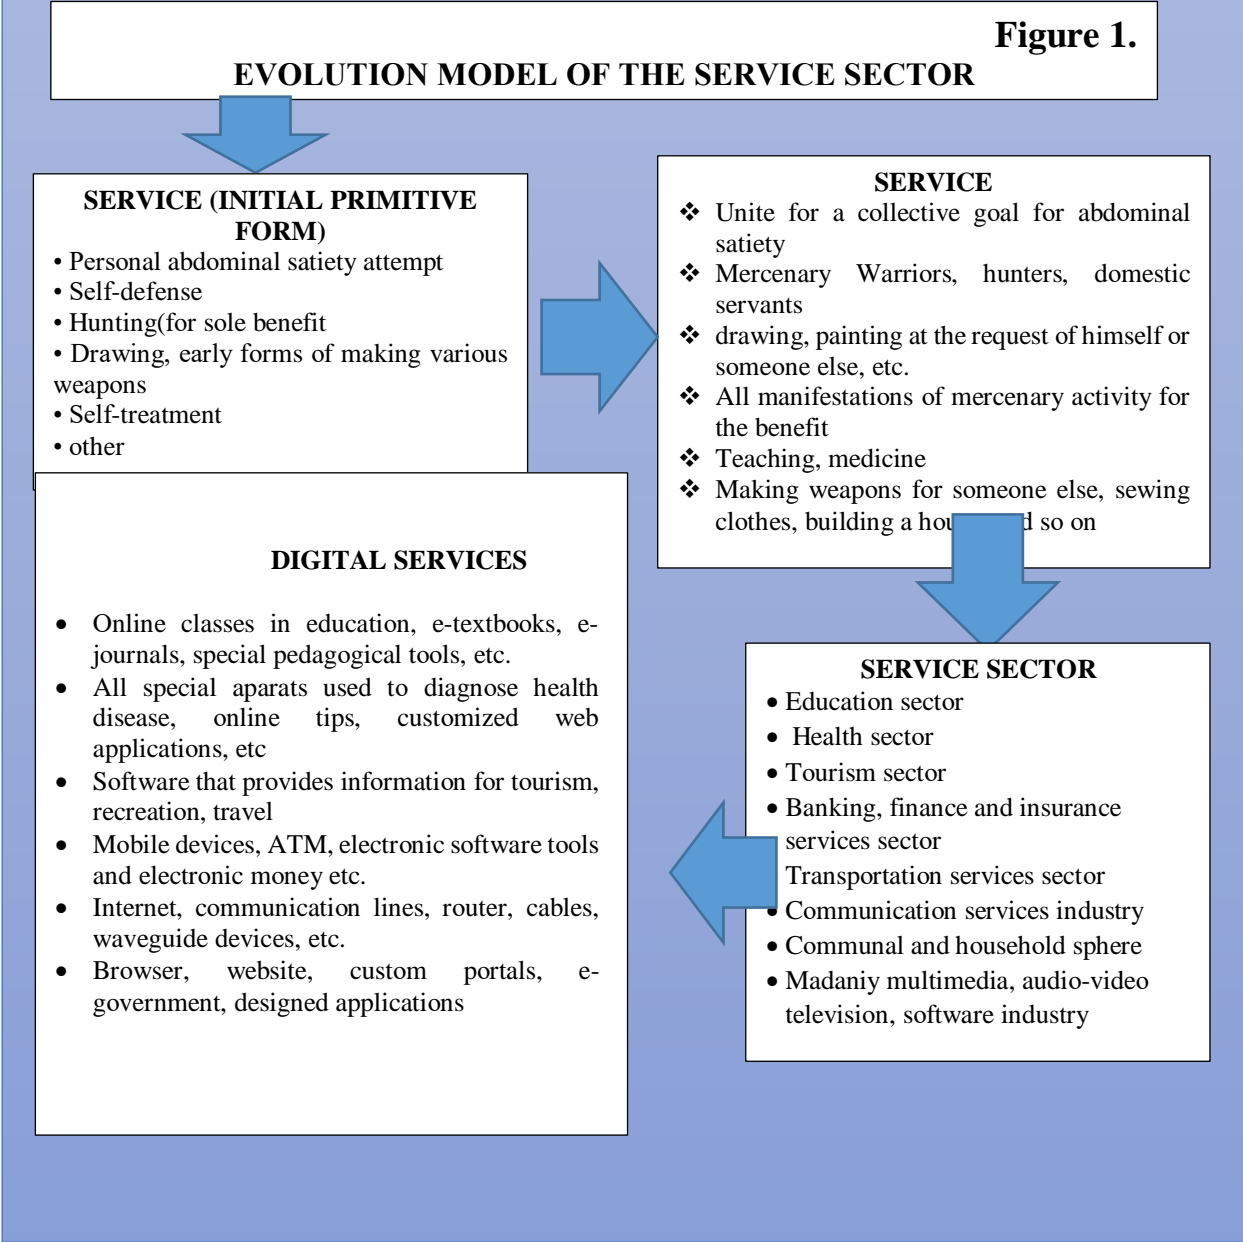 Figure 1.
EVOLUTION MODEL OF THE SERVICE SECTOR
SERVICE (INITIAL PRIMITIVE
FORM)
• Personal abdominal satiety attempt
• Self-defense
• Hunting(for sole benefit
• Drawing, early forms of making various
weapons
• Self-treatment
• other
SERVICE
❖ Unite for a collective goal for abdominal
satiety
❖ Mercenary Warriors, hunters, domestic
servants
❖ drawing, painting at the request of himself or
someone else, etc.
❖ All manifestations of mercenary activity for
the benefit
❖ Teaching, medicine
❖ Making weapons for someone else, sewing
clothes, building a so on
SERVICE SECTOR
• Education sector
• Health sector
• Tourism sector
• Banking, finance and insurance
services sector
Transportation services sector
• Communication services industry
• Communal and household sphere
• Madaniy multimedia, audio-video
television, software industry
DIGITAL SERVICES
• Online classes in education, e-textbooks, e-
journals, special pedagogical tools, etc.
• All special aparats used to diagnose health
disease, online tips, customized web
applications, etc
• Software that provides information for tourism,
recreation, travel
• Mobile devices, ATM, electronic software tools
and electronic money etc.
• Internet, communication lines, router, cables,
waveguide devices, etc.
• Browser, website, custom portals, e-
government, designed applications